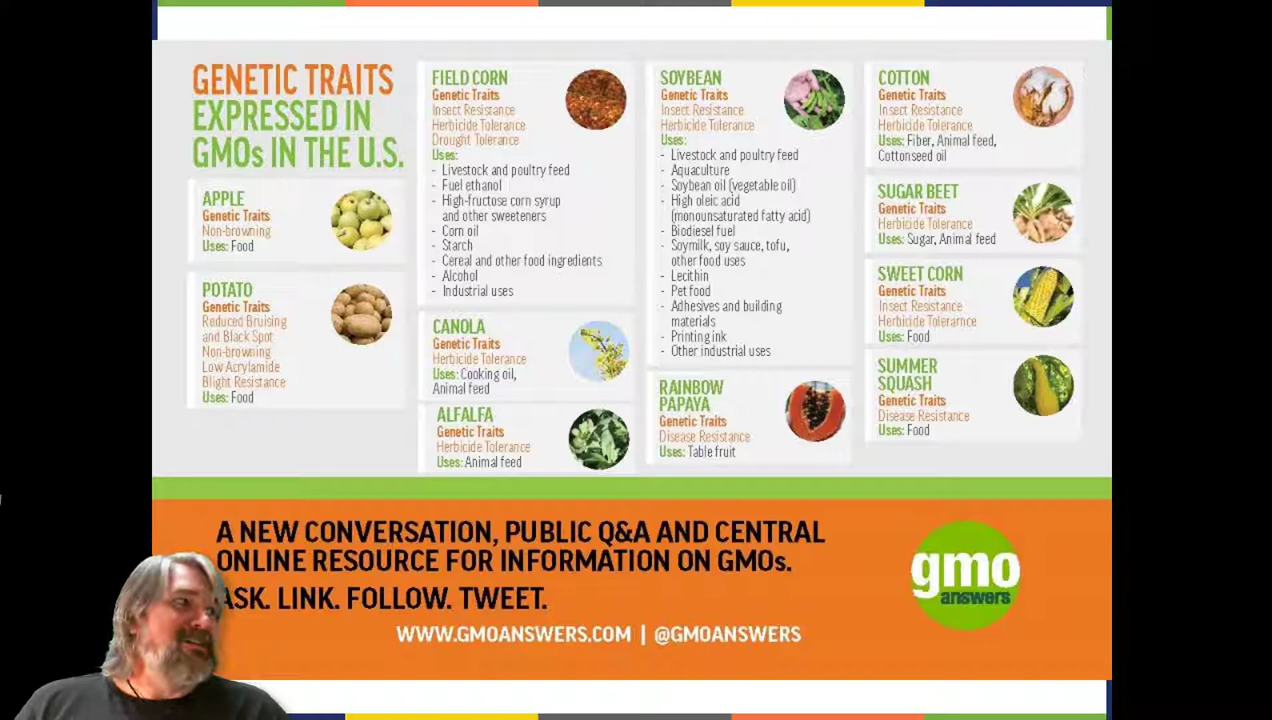 GENETIC TRAITS
EXPRESSED IN
GMOs IN THE U.S.
APPLE
Genetic Traits
Non-browning
Uses: Food
POTATO
Genetic Traits
Reduced Bruising
and Black Spot
Non-browning
Low Acrylamide
Blight Resistance
Uses: Food
FIELD CORN
Genetic Traits
Insect Resistance
Herbicide Tolerance
Drought Tolerance
Uses:
- Livestock and poultry feed
- Fuel ethanol
- High-fructose corn syrup
and other sweeteners
- Corn oil
- Starch
- Cereal and other food ingredients
- Alcohol
- Industrial uses
CANOLA
Genetic Traits
Herbicide Tolerance
Uses: Cooking oil,
Animal feed
ALFALFA
Genetic Traits
Herbicide Tolerance
Uses: Animal feed
SOYBEAN
Genetic Traits
Insect Resistance
Herbicide Tolerance
Uses:
- Livestock and poultry feed
- Aquaculture
- Soybean oil (vegetable oil)
- High oleic acid
(monounsaturated fatty acid)
- Biodiesel fuel
- Soymilk, soy sauce, tofu,
other food uses
- Lecithin
- Pet food
- Adhesives and building
materials
- Printing ink
- Other industrial uses
RAINBOW
PAPAYA
Genetic Traits
Disease Resistance
Uses: Table fruit
COTTON
Genetic Traits
Insect Resistance
Herbicide Tolerance
Uses: Fiber, Animal feed,
Cottonseed oil
SUGAR BEET
Genetic Traits
Herbicide Tolerance
Uses: Sugar, Animal feed
SWEET CORN
Genetic Traits
Insect Resistance
Herbicide Tolerarnce
Uses: Food
SUMMER
SQUASH
Genetic Traits
Disease Resistance
Uses: Food
A NEW CONVERSATION, PUBLIC Q&A AND CENTRAL
ONLINE RESOURCE FOR INFORMATION ON GMOs.
ASK. LINK. FOLLOW. TWEET.
WWW.GMOANSWERS.COM | @GMOANSWERS
gmo
answers